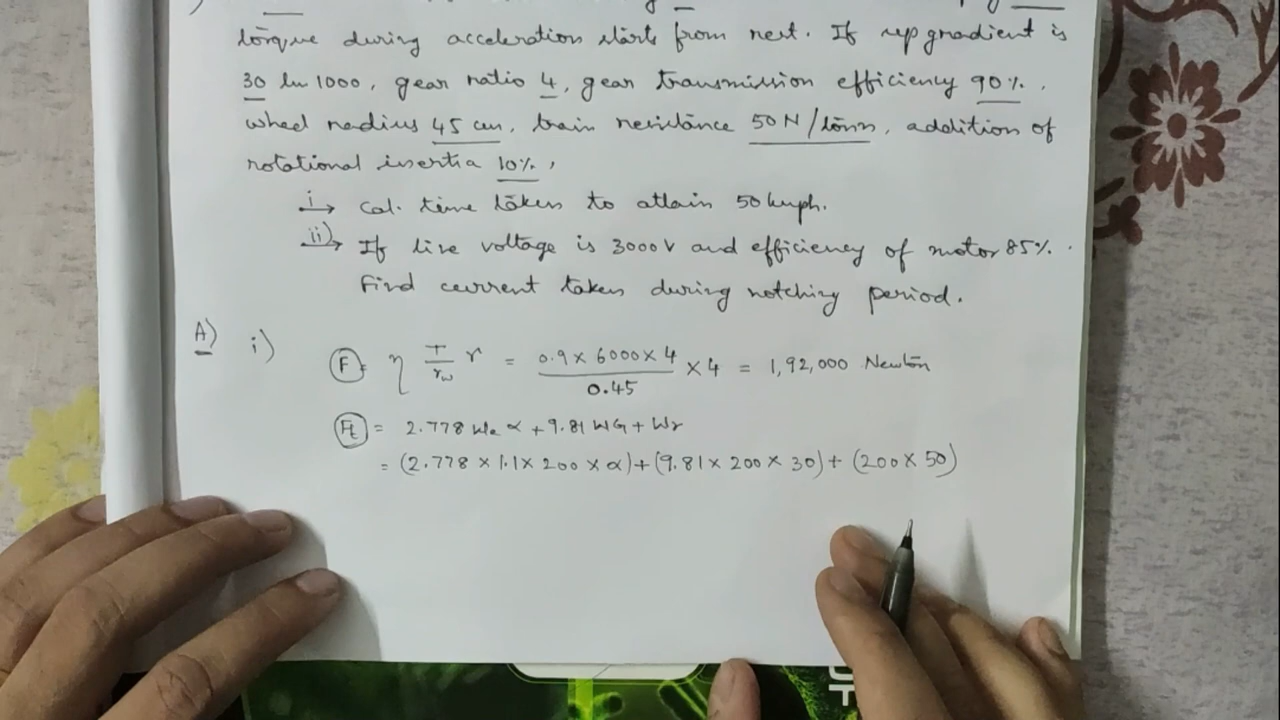 torque during acceleration starts from rest. If up gradient is
30 in 1000, gear ratio 4, gear transmission efficiency 90%.
wheel radius 45 cm, train resistance 50N/tonn, addition of
rotational inertia 10%,
i → Cal. time taken to attain 50 kmph.
ii) → If live voltage is 3000V and efficiency of motor 85%.
Find current taken during notching period.
A) i) F = η T/rw r = 0.9 × 6000 × 4 / 0.45 × 4 = 1,92,000 Newton
Ft = 2.778 We α + 9.81 WG + Wr
= (2.778 × 1.1 × 200 × α) + (9.81 × 200 × 30) + (200 × 50)